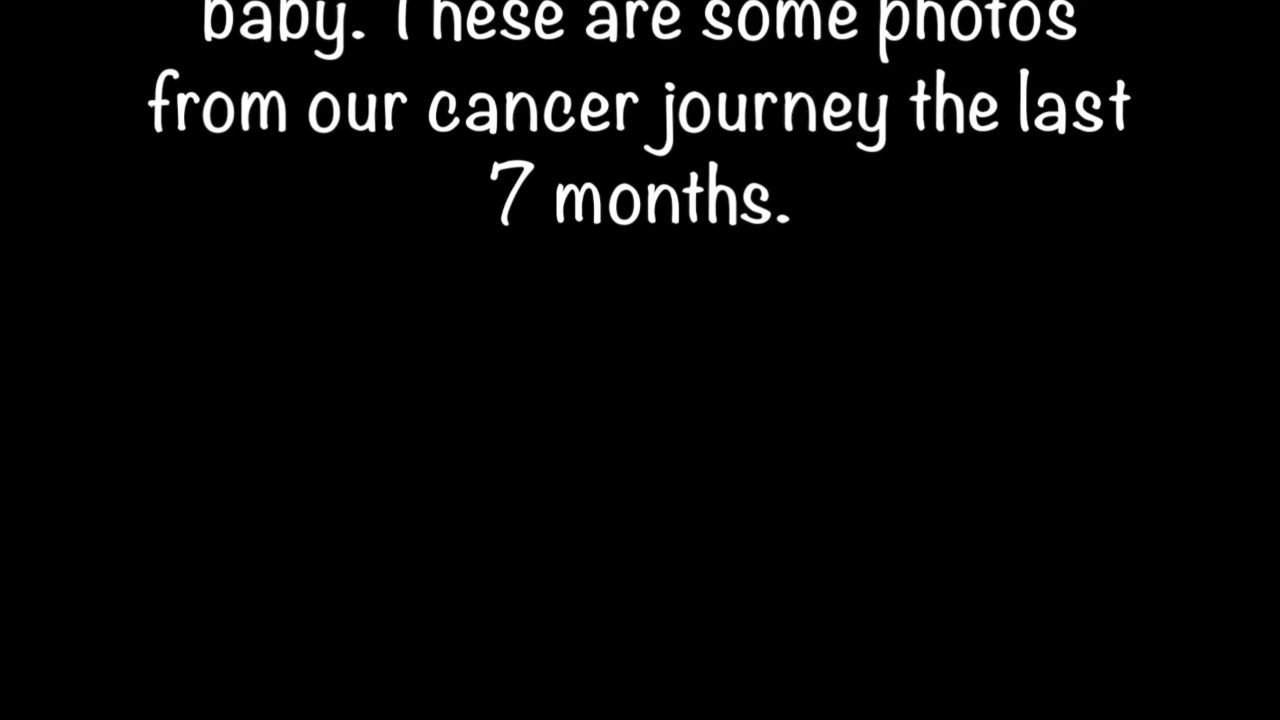 baby. These are some photos
from our cancer journey the last
7 months.